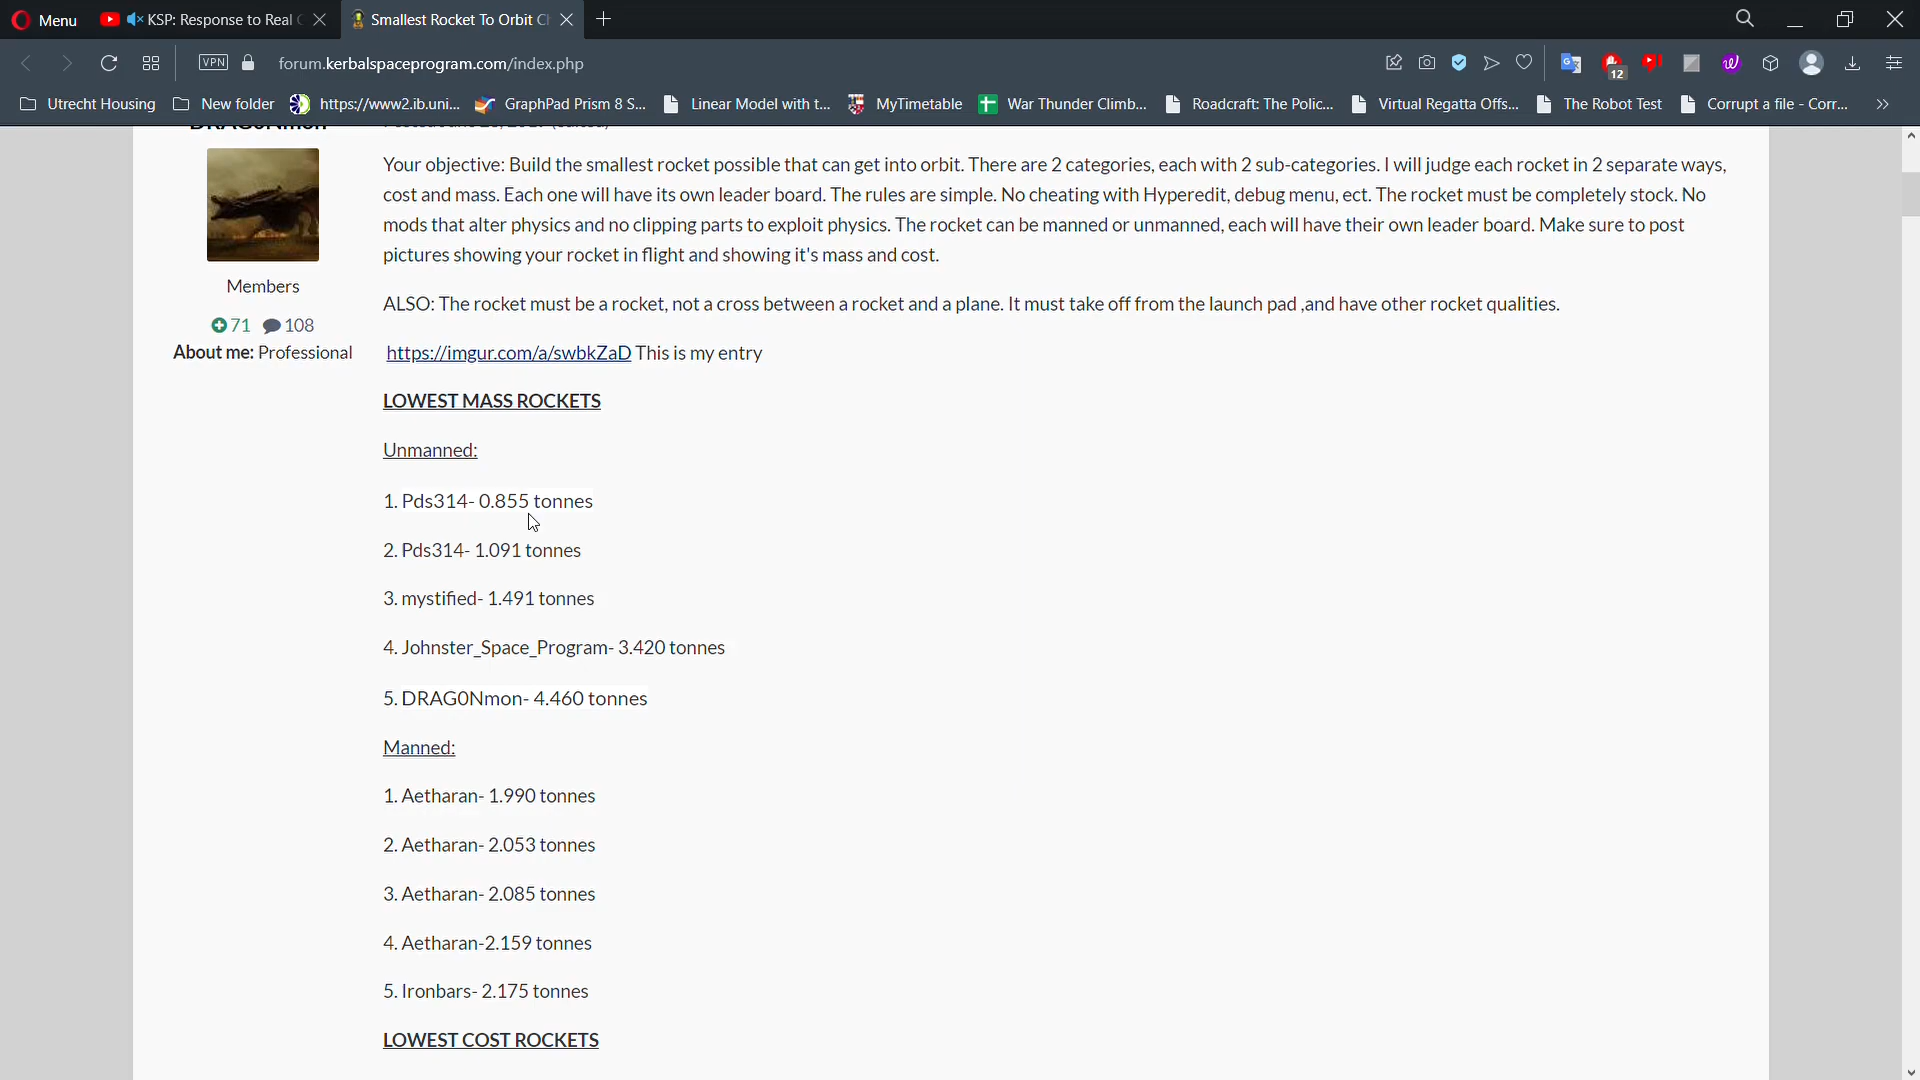 Menu
KSP: Response to Real
Smallest Rocket To Orbit C
VPN
forum.kerbalspaceprogram.com/index.php
12
Utrecht Housing
New folder
https://www2.ib.uni...
GraphPad Prism 8 S...
Linear Model with t...
MyTimetable
War Thunder Climb...
Roadcraft: The Polic...
Virtual Regatta Offs...
The Robot Test
Corrupt a file - Corr...
DRAG0Nmon
Your objective: Build the smallest rocket possible that can get into orbit. There are 2 categories, each with 2 sub-categories. I will judge each rocket in 2 separate ways,
cost and mass. Each one will have its own leader board. The rules are simple. No cheating with Hyperedit, debug menu, ect. The rocket must be completely stock. No
mods that alter physics and no clipping parts to exploit physics. The rocket can be manned or unmanned, each will have their own leader board. Make sure to post
pictures showing your rocket in flight and showing it's mass and cost.
Members
71 108
About me: Professional
ALSO: The rocket must be a rocket, not a cross between a rocket and a plane. It must take off from the launch pad ,and have other rocket qualities.
https://imgur.com/a/swbkZaD This is my entry
LOWEST MASS ROCKETS
Unmanned:
1. Pds314- 0.855 tonnes
2. Pds314- 1.091 tonnes
3. mystified- 1.491 tonnes
4. Johnster_Space_Program- 3.420 tonnes
5. DRAG0Nmon- 4.460 tonnes
Manned:
1. Aetharan- 1.990 tonnes
2. Aetharan- 2.053 tonnes
3. Aetharan- 2.085 tonnes
4. Aetharan-2.159 tonnes
5. Ironbars- 2.175 tonnes
LOWEST COST ROCKETS